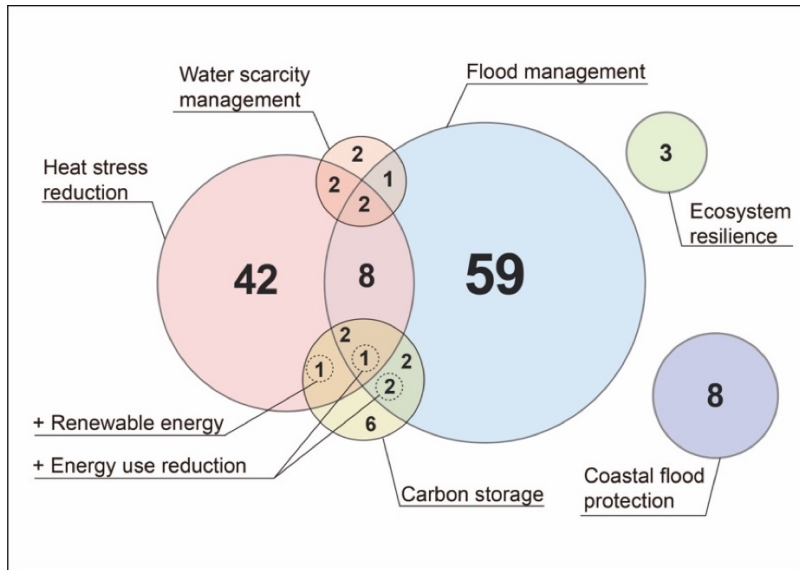 Water scarcity
management
Flood management
Heat stress
reduction
2
2
1
2
3
Ecosystem
resilience
42
8
59
2
1
1
2
2
6
8
+ Renewable energy
+ Energy use reduction
Carbon storage
Coastal flood
protection